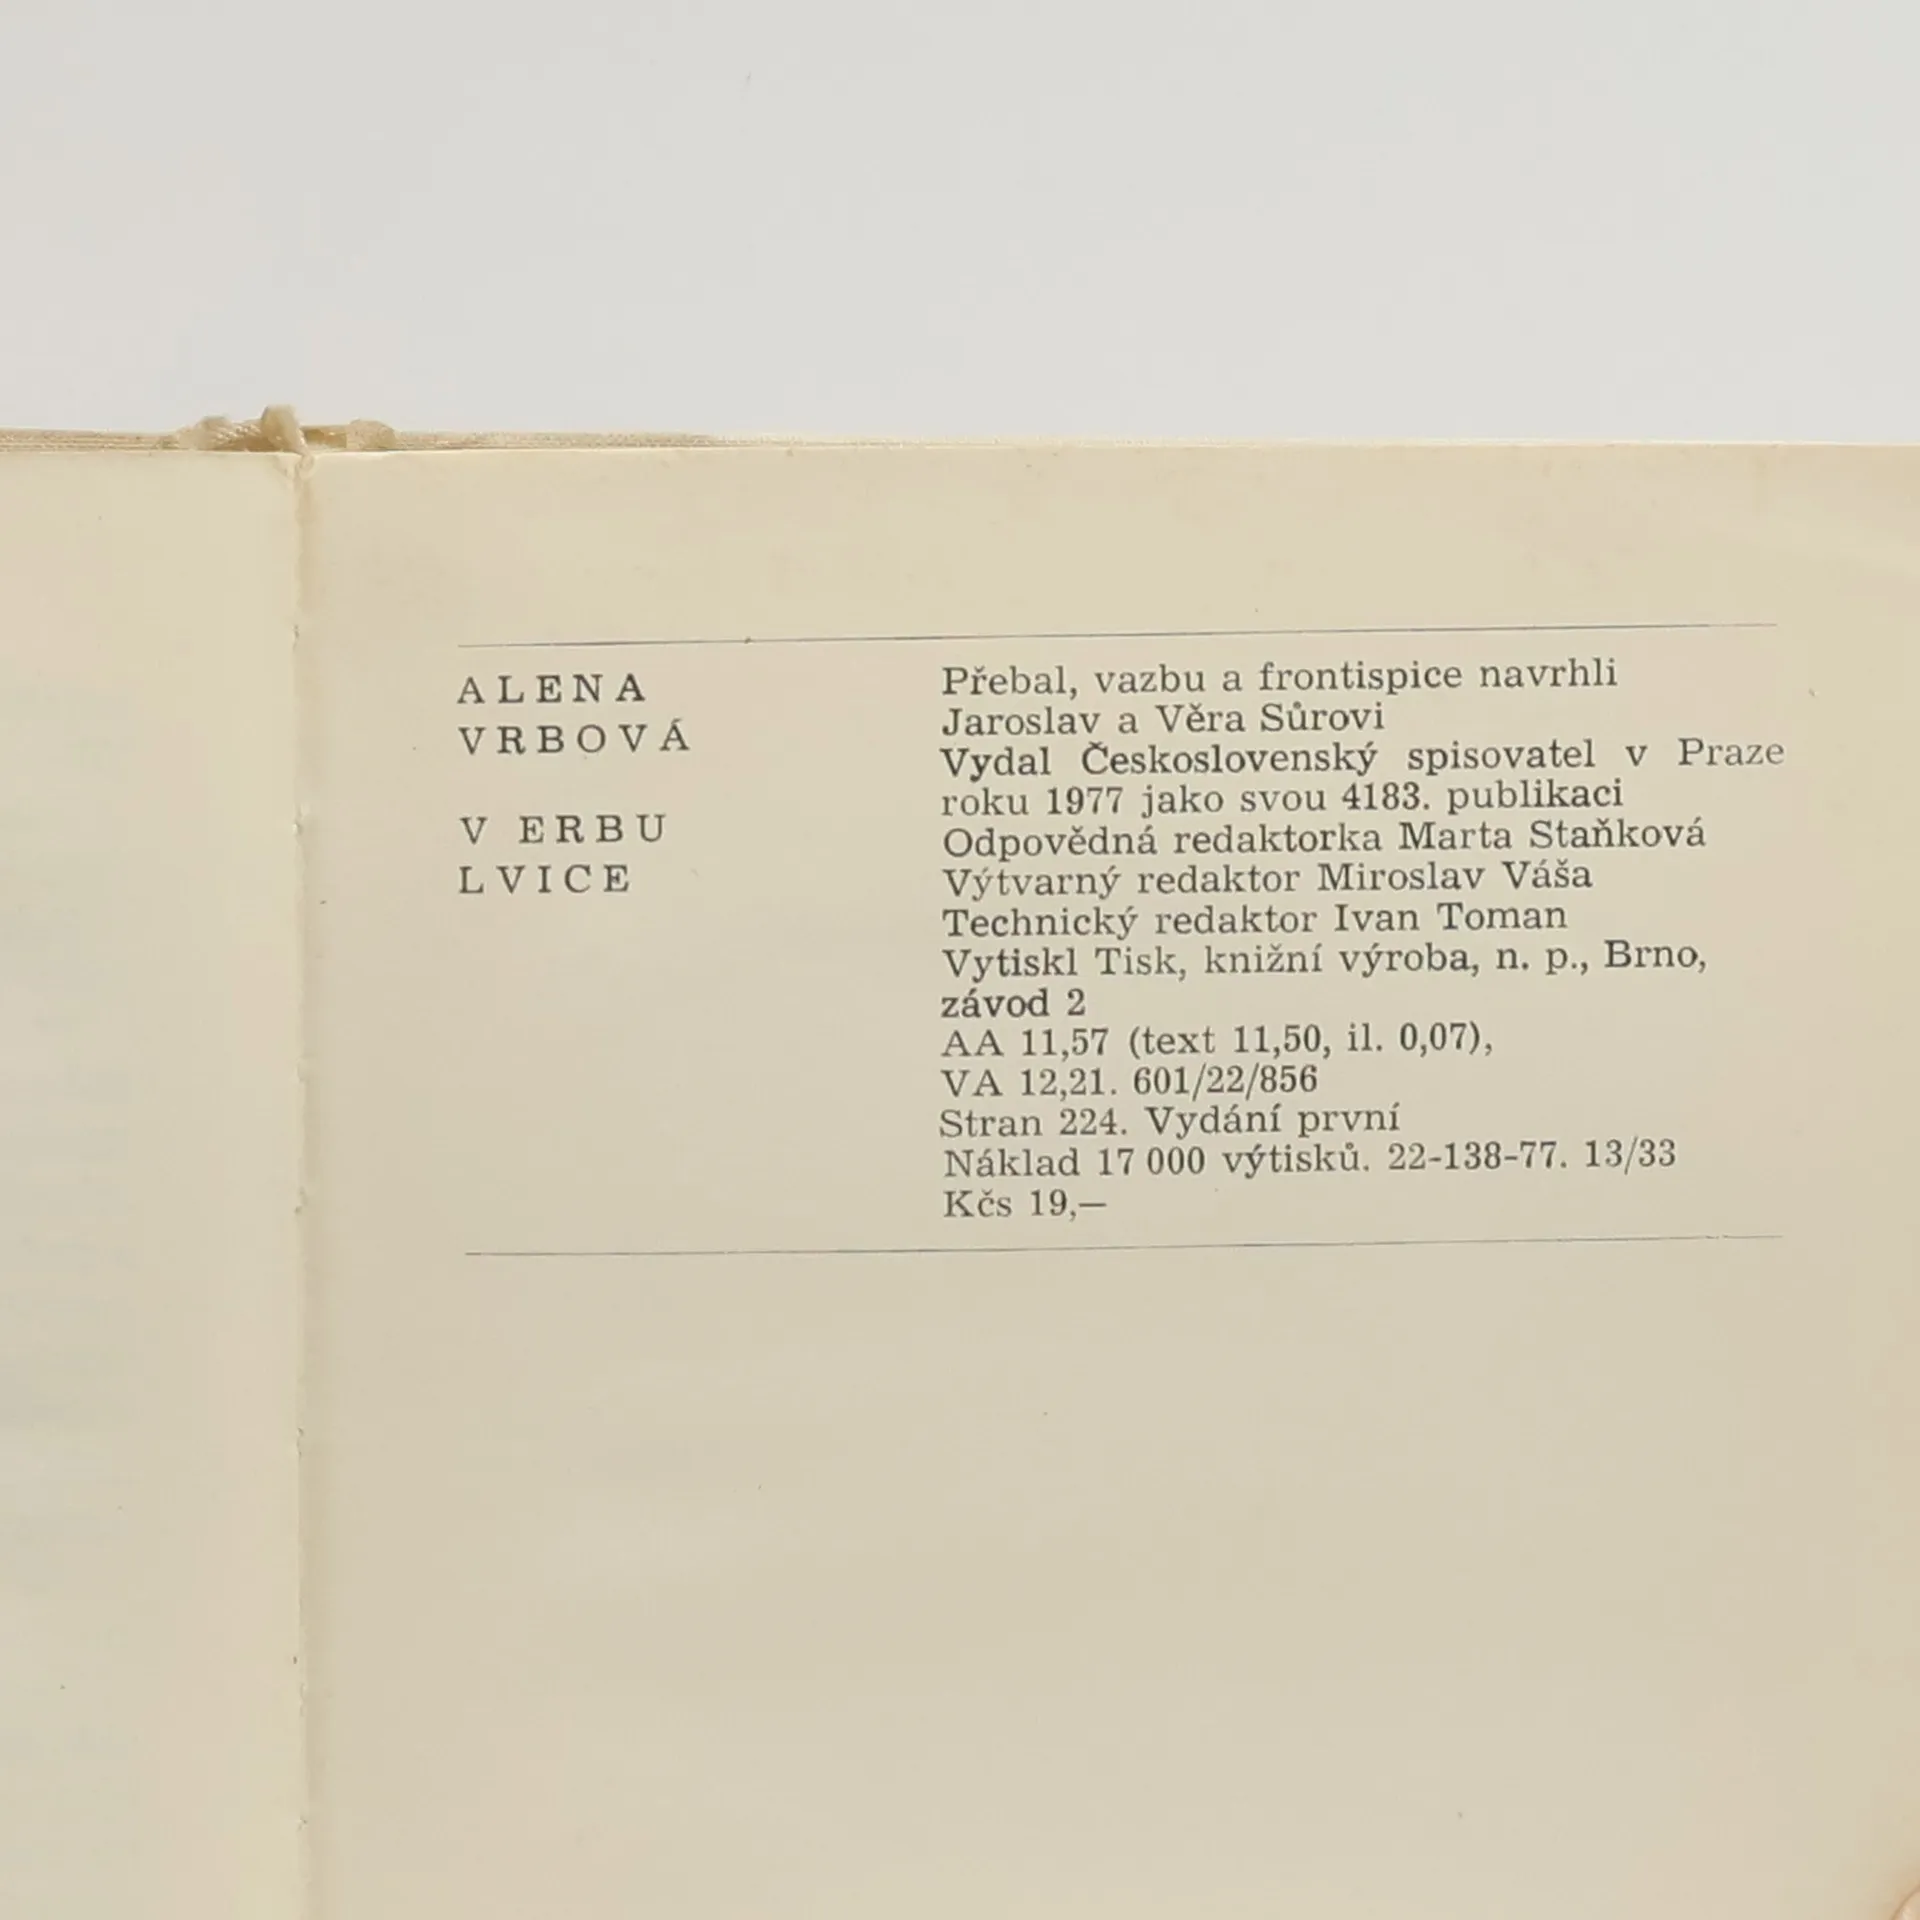 ALENA
VRBOVÁ
V ERBU
LVICE
Přebal, vazbu a frontispice navrhli
Jaroslav a Věra Sůrovi
Vydal Československý spisovatel v Praze
roku 1977 jako svou 4183. publikaci
Odpovědná redaktorka Marta Staňková
Výtvarný redaktor Miroslav Váša
Technický redaktor Ivan Toman
Vytiskl Tisk, knižní výroba, n. p., Brno,
závod 2
AA 11,57 (text 11,50, il. 0,07),
VA 12,21. 601/22/856
Stran 224. Vydání první
Náklad 17 000 výtisků. 22-138-77. 13/33
Kčs 19,—